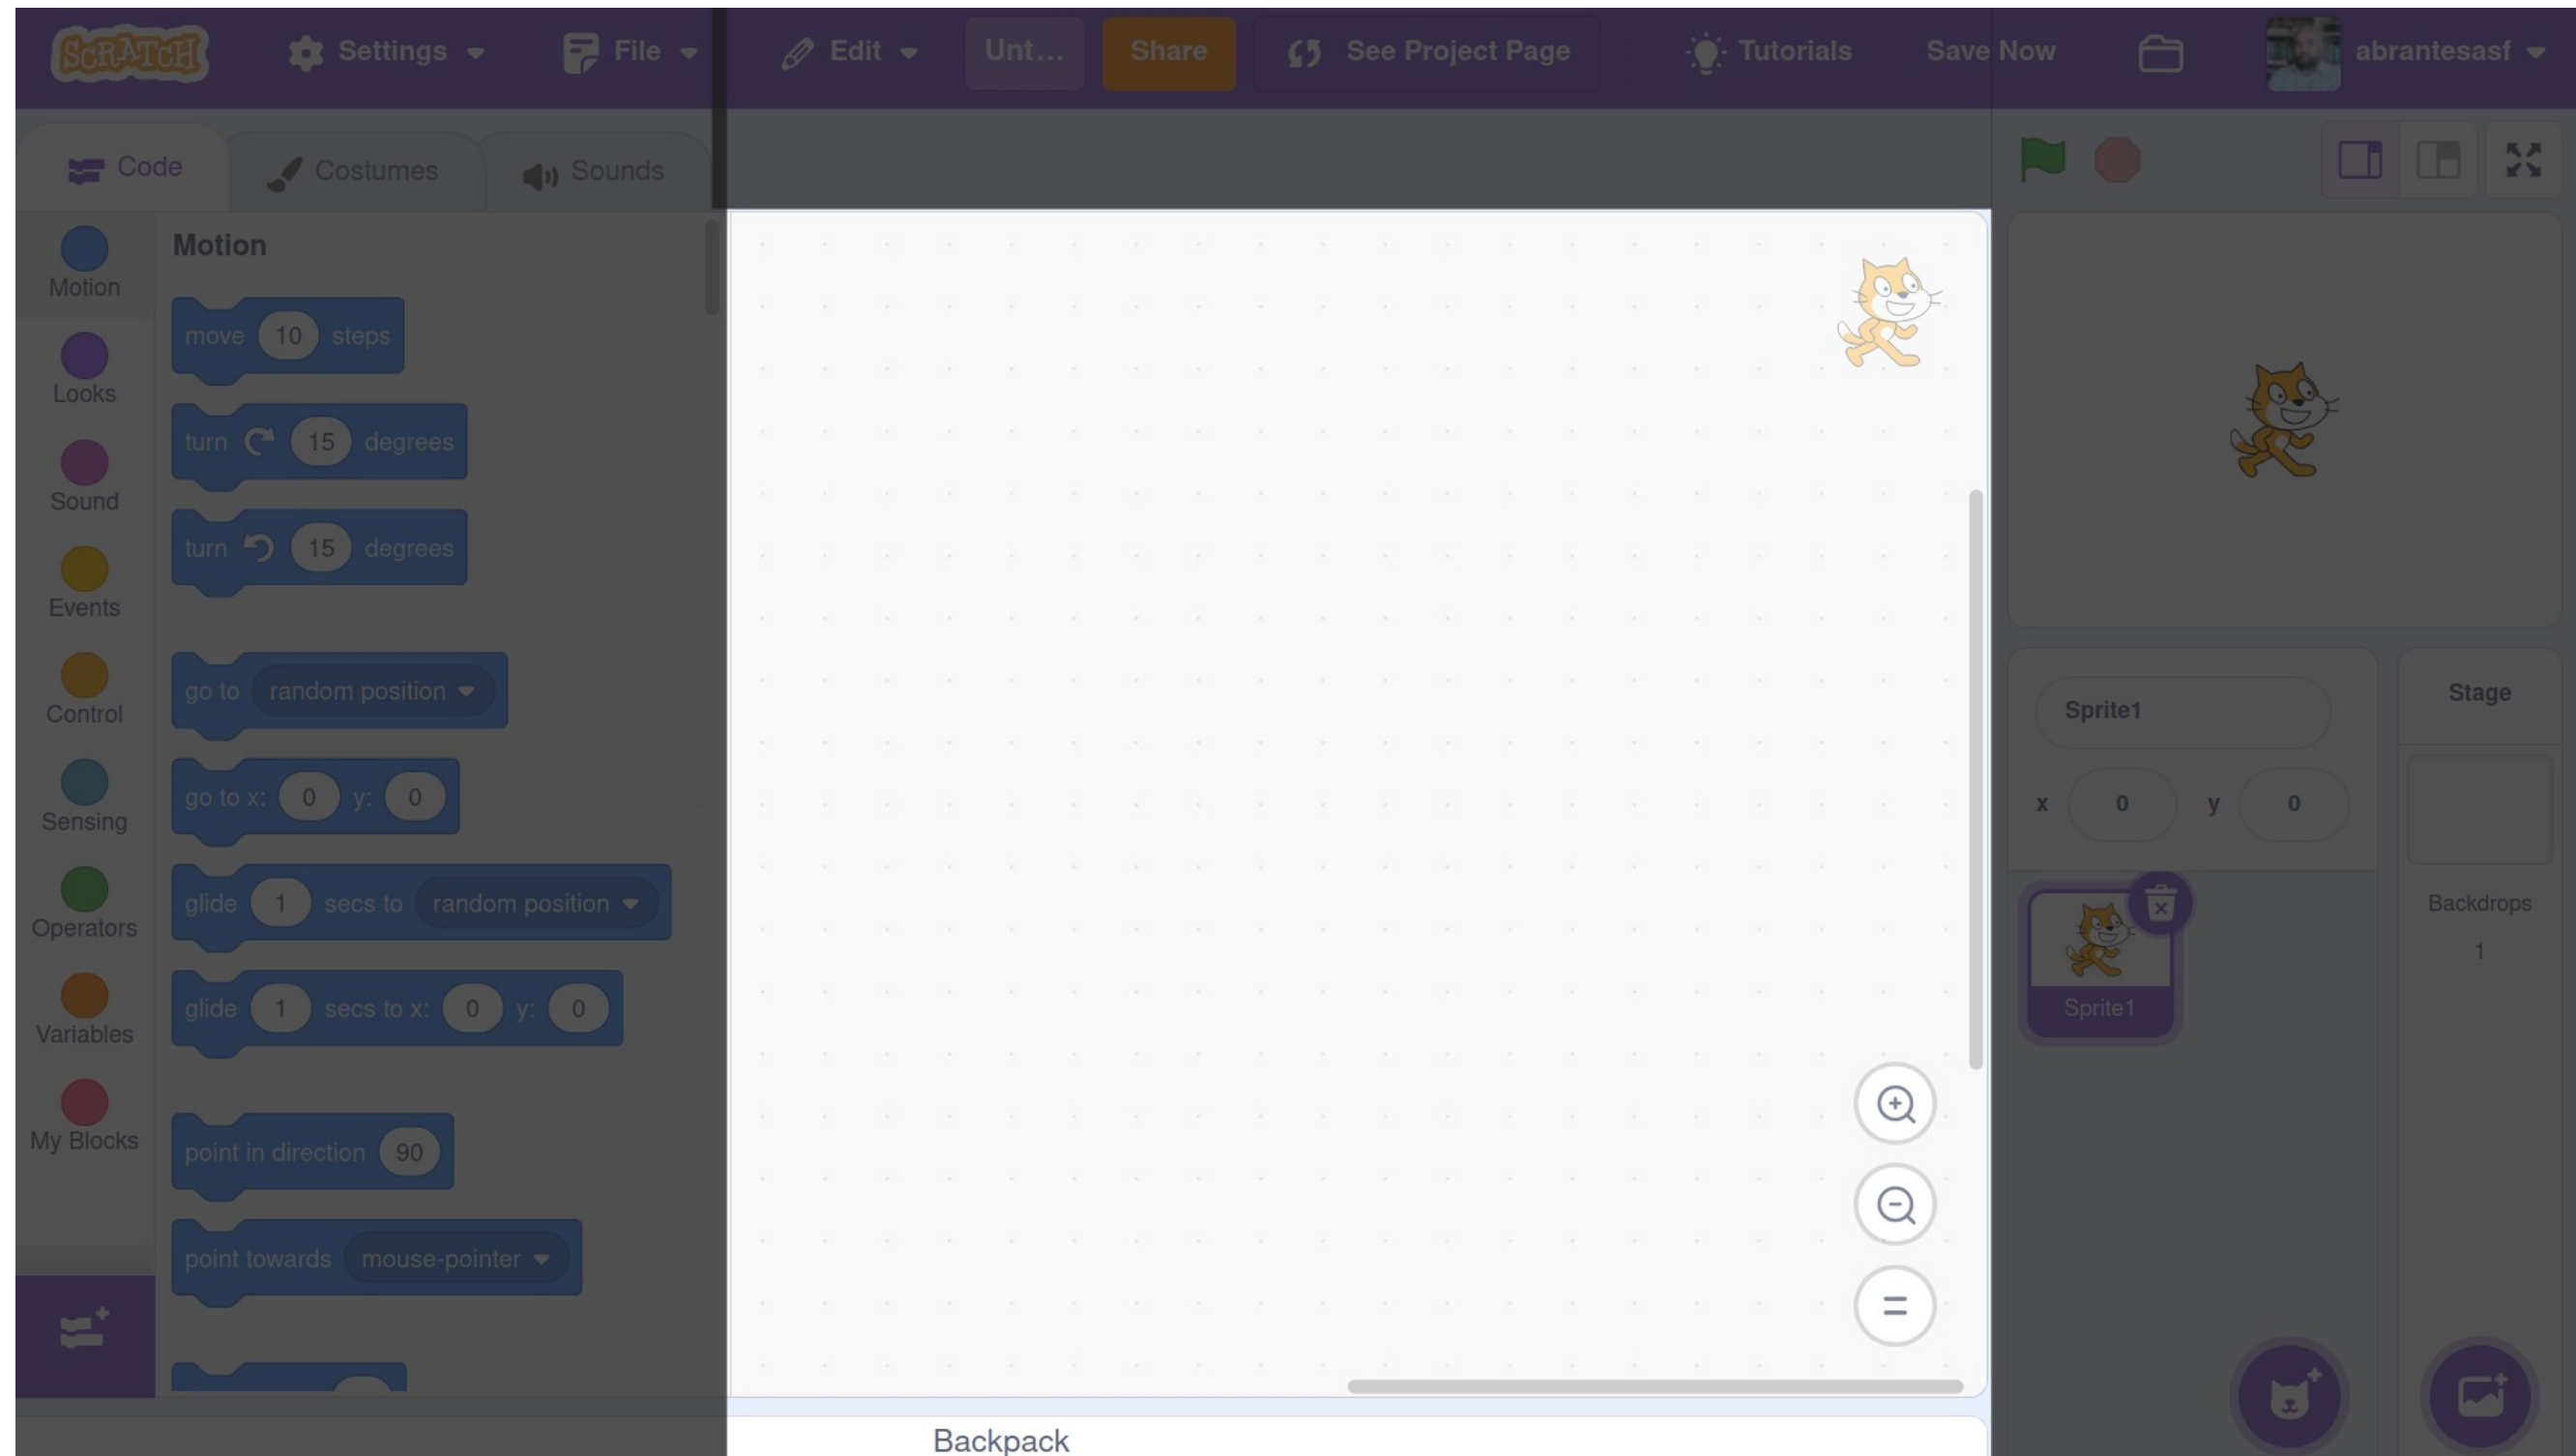 SCRATCH Settings File Edit Unt... Share See Project Page Tutorials Save Now abrantesasf
Code Costumes Sounds
Motion
Looks
Sound
Events
Control
Sensing
Operators
Variables
My Blocks
Motion
move 10 steps
turn 15 degrees
turn 15 degrees
go to random position
go to x: 0 y: 0
glide 1 secs to random position
glide 1 secs to x: 0 y: 0
point in direction 90
point towards mouse-pointer
=
Backpack
Sprite1
x 0 y 0
Sprite1
Stage
Backdrops
1